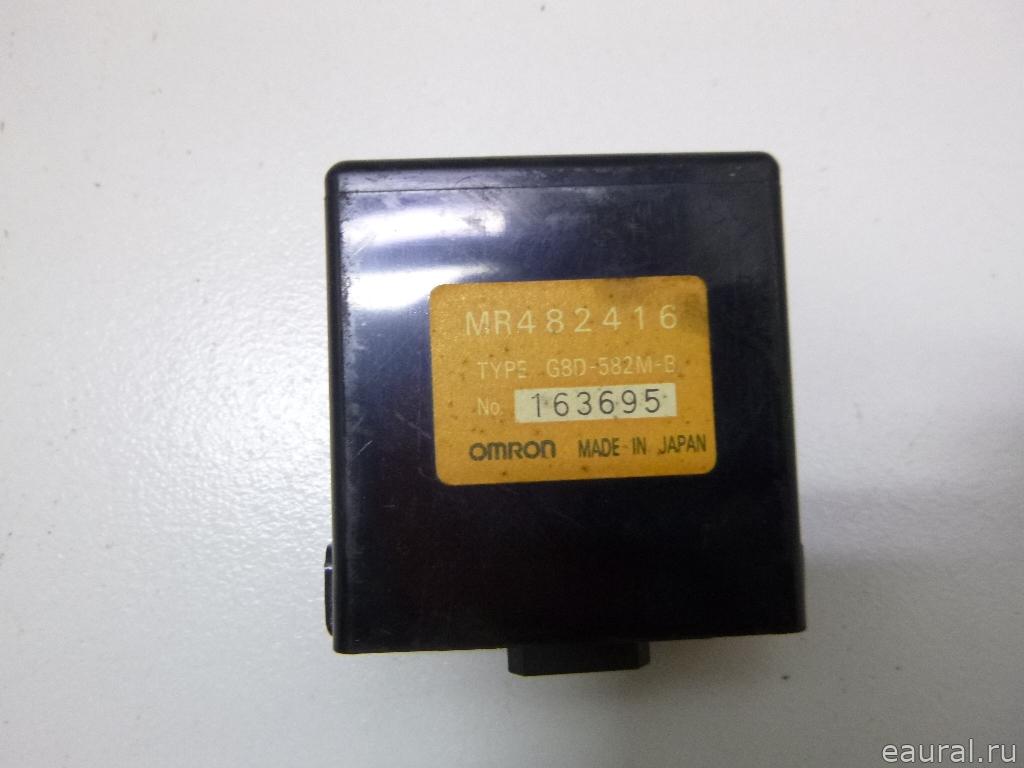 MR482416
TYPE G8D-582M-B
No. 163695
OMRON MADE IN JAPAN
eaural.ru